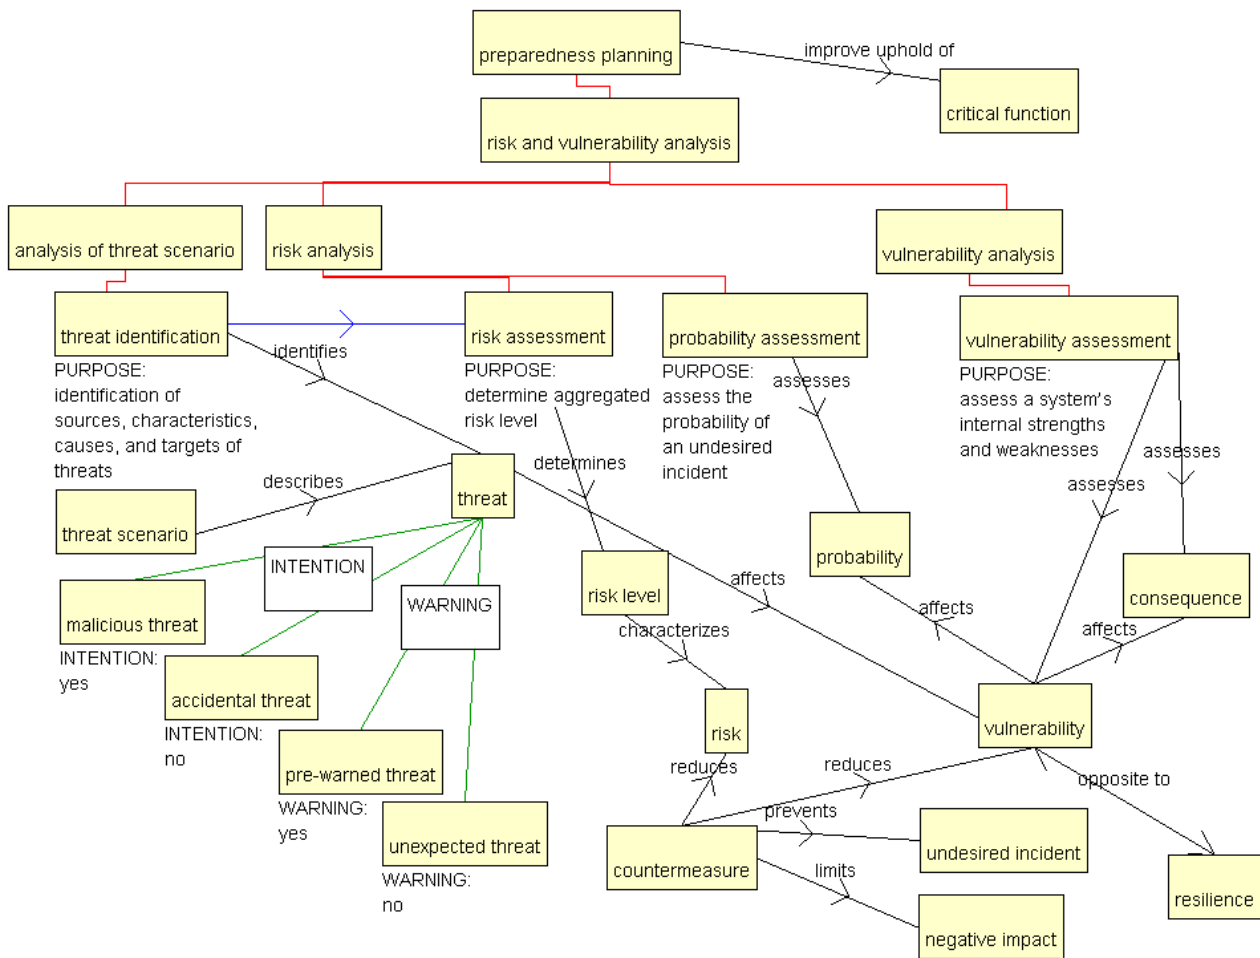 preparedness planning
improve uphold of
critical function
risk and vulnerability analysis
analysis of threat scenario
risk analysis
vulnerability analysis
threat identification
risk assessment
probability assessment
vulnerability assessment
identifies
PURPOSE:
identification of
sources, characteristics,
causes, and targets of
threats
PURPOSE:
determine aggregated
risk level
PURPOSE:
assess the
probability of
an undesired
incident
assesses
PURPOSE:
assess a system's
internal strengths
and weaknesses
assesses
assesses
describes
threat
determines
threat scenario
INTENTION
WARNING
probability
risk level
affects
affects
consequence
affects
malicious threat
INTENTION:
yes
characterizes
accidental threat
INTENTION:
no
risk
vulnerability
pre-warned threat
WARNING:
yes
reduces
reduces
opposite to
prevents
unexpected threat
WARNING:
no
countermeasure
undesired incident
limits
resilience
negative impact